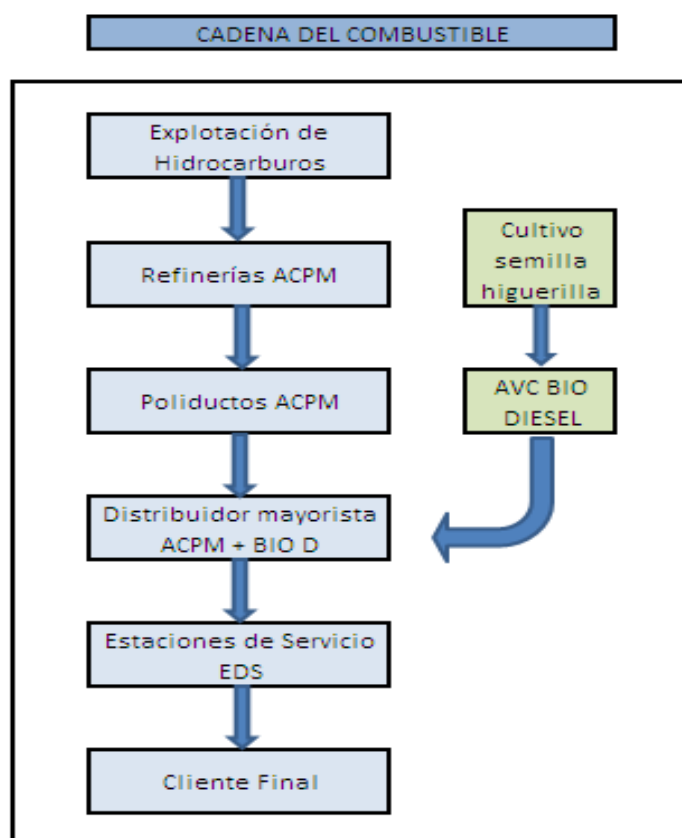 CADENA DEL COMBUSTIBLE
Explotación de
Hidrocarburos
Refinerías ACPM
Poliductos ACPM
Distribuidor mayorista
ACPM + BIO D
Estaciones de Servicio
EDS
Cliente Final
Cultivo
semilla
higuerilla
AVC BIO
DIESEL